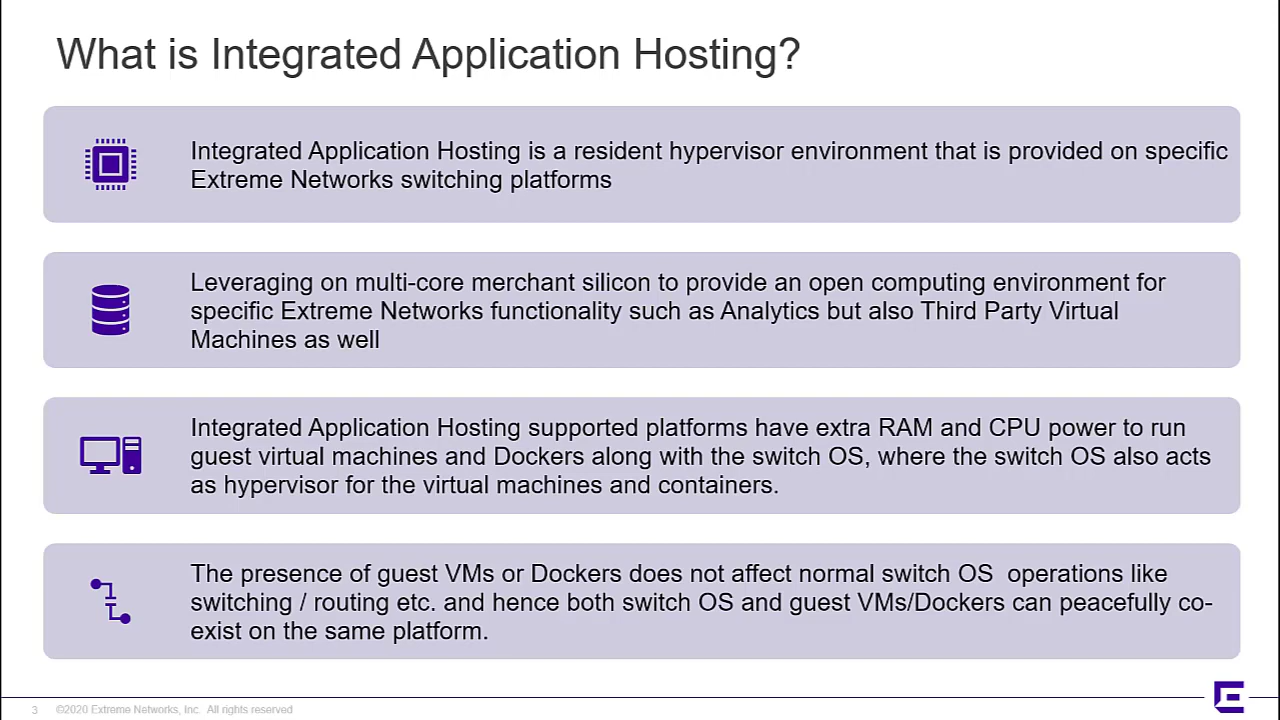 What is Integrated Application Hosting?
Integrated Application Hosting is a resident hypervisor environment that is provided on specific
Extreme Networks switching platforms
Leveraging on multi-core merchant silicon to provide an open computing environment for
specific Extreme Networks functionality such as Analytics but also Third Party Virtual
Machines as well
Integrated Application Hosting supported platforms have extra RAM and CPU power to run
guest virtual machines and Dockers along with the switch OS, where the switch OS also acts
as hypervisor for the virtual machines and containers.
The presence of guest VMs or Dockers does not affect normal switch OS  operations like
switching / routing etc. and hence both switch OS and guest VMs/Dockers can peacefully co-
exist on the same platform.
3 ©2020 Extreme Networks, Inc.  All rights reserved